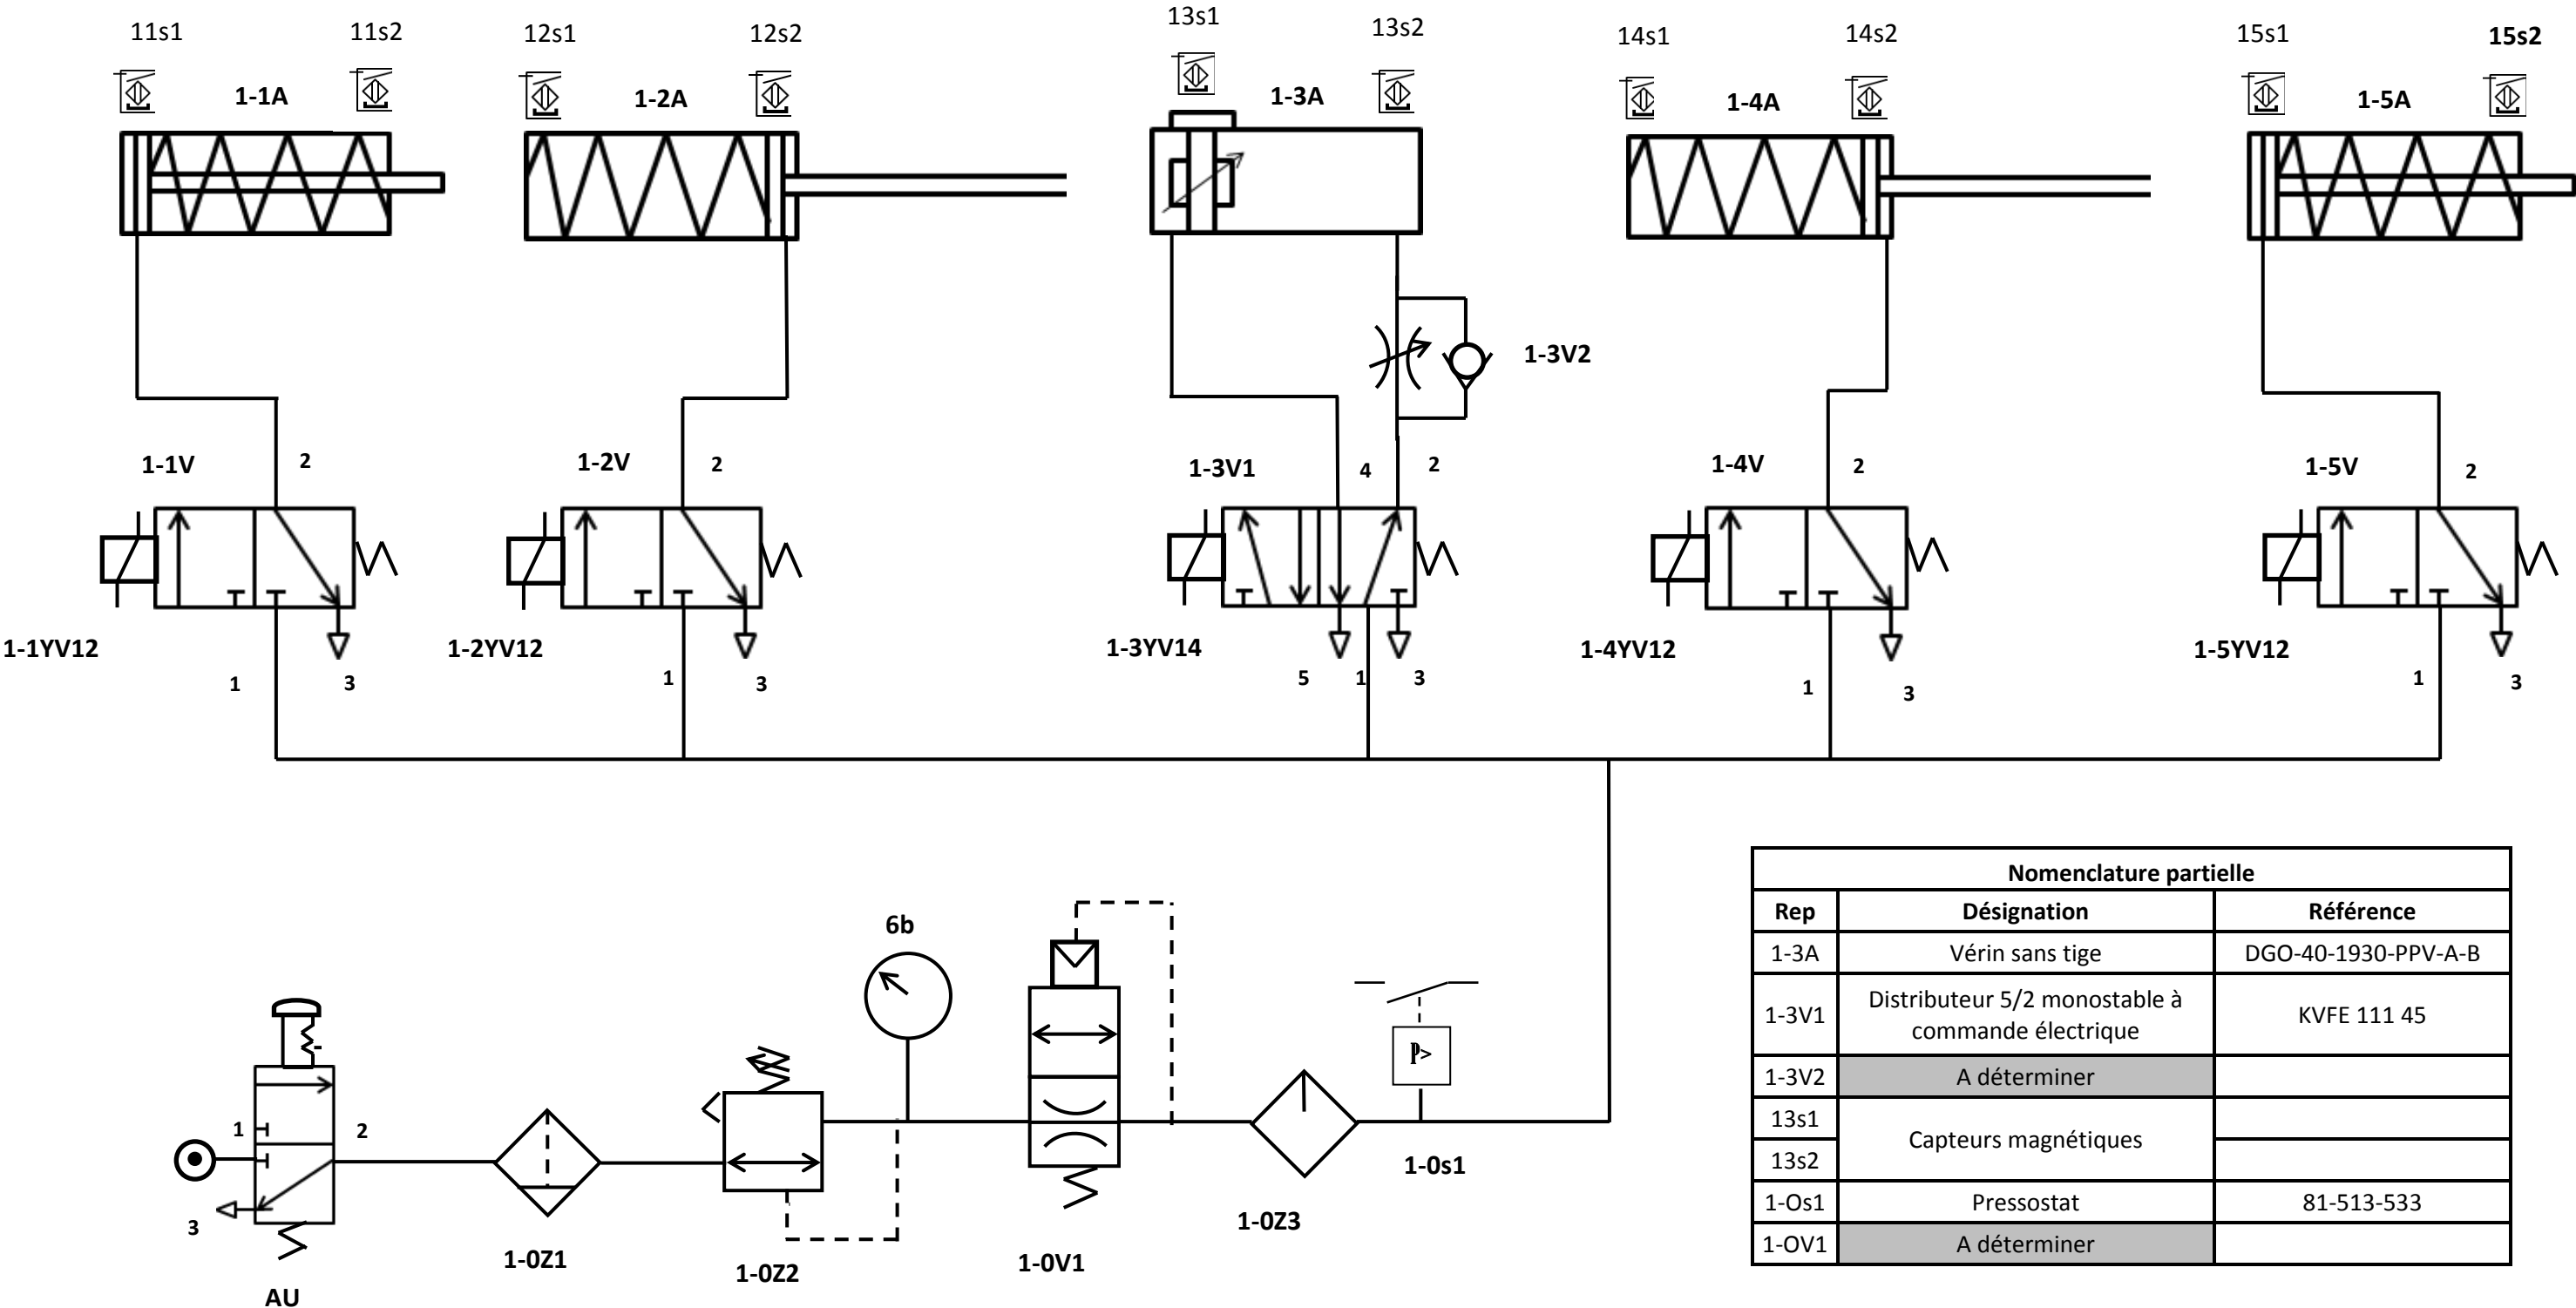 11s1 11s2 12s1 12s2 13s1 13s2 14s1 14s2 15s1 15s2
1-1A 1-2A 1-3A 1-4A 1-5A
1-3V2
1-1V 2 1-2V 2 1-3V1 4 2 1-4V 2 1-5V 2
1-1YV12 1-2YV12 1-3YV14 1-4YV12 1-5YV12
1 3 1 3 5 1 3 1 3 1 3
6b
P>
1 2
3
AU
1-0Z1
1-0Z2
1-0V1
1-0Z3
1-0s1
Nomenclature partielle
Rep Désignation Référence
1-3A Vérin sans tige DGO-40-1930-PPV-A-B
1-3V1 Distributeur 5/2 monostable à
commande électrique KVFE 111 45
1-3V2 A déterminer
13s1
Capteurs magnétiques
13s2
1-Os1 Pressostat 81-513-533
1-OV1 A déterminer